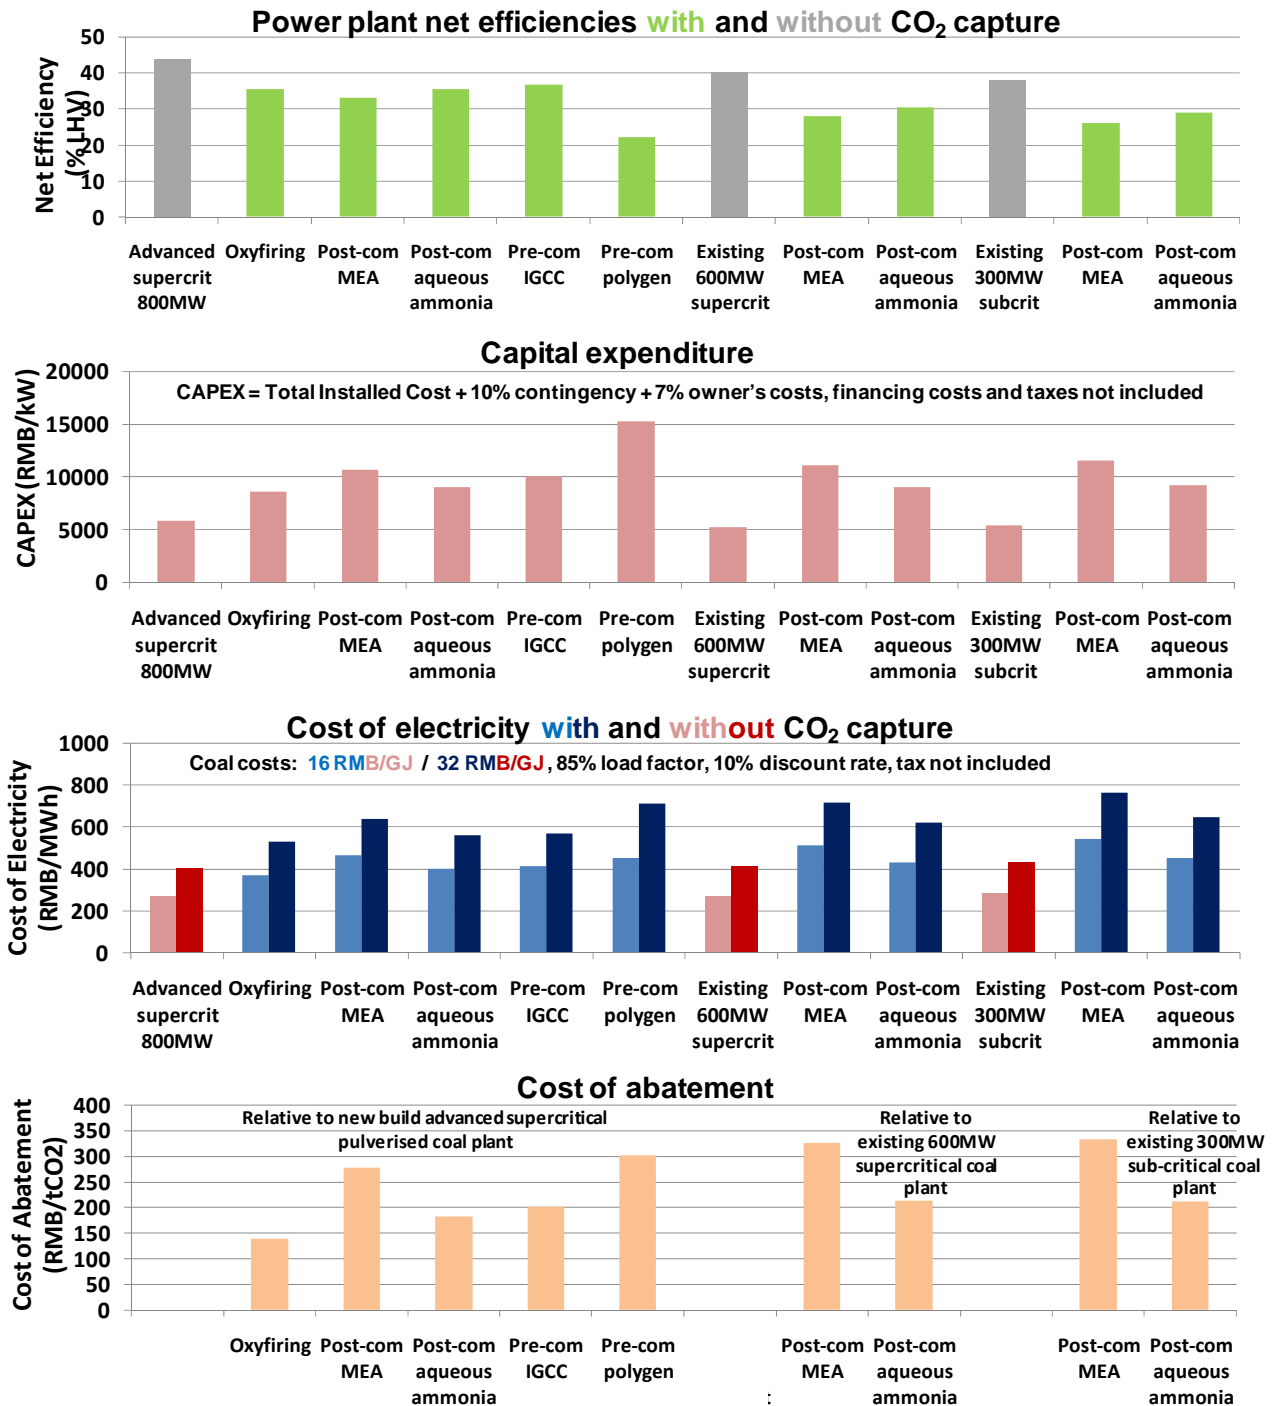 Power plant net efficiencies with and without CO2 capture
Net Efficiency
(% LHV)
50
40
30
20
10
0
Advanced supercrit 800MW
Oxyfiring
Post-com MEA
Post-com aqueous ammonia
Pre-com IGCC
Pre-com polygen
Existing 600MW supercrit
Post-com MEA
Post-com aqueous ammonia
Existing 300MW subcrit
Post-com MEA
Post-com aqueous ammonia
Capital expenditure
CAPEX = Total Installed Cost + 10% contingency + 7% owner's costs, financing costs and taxes not included
CAPEX (RMB/kW)
20000
15000
10000
5000
0
Advanced supercrit 800MW
Oxyfiring
Post-com MEA
Post-com aqueous ammonia
Pre-com IGCC
Pre-com polygen
Existing 600MW supercrit
Post-com MEA
Post-com aqueous ammonia
Existing 300MW subcrit
Post-com MEA
Post-com aqueous ammonia
Cost of electricity with and without CO2 capture
Coal costs: 16 RMB/GJ / 32 RMB/GJ, 85% load factor, 10% discount rate, tax not included
Cost of Electricity
(RMB/MWh)
1000
800
600
400
200
0
Advanced supercrit 800MW
Oxyfiring
Post-com MEA
Post-com aqueous ammonia
Pre-com IGCC
Pre-com polygen
Existing 600MW supercrit
Post-com MEA
Post-com aqueous ammonia
Existing 300MW subcrit
Post-com MEA
Post-com aqueous ammonia
Cost of abatement
Relative to new build advanced supercritical
pulverised coal plant
Relative to
existing 600MW
supercritical coal
plant
Relative to
existing 300MW
sub-critical coal
plant
Cost of Abatement
(RMB/tCO2)
400
350
300
250
200
150
100
50
0
Oxyfiring
Post-com MEA
Post-com aqueous ammonia
Pre-com IGCC
Pre-com polygen
Post-com MEA
Post-com aqueous ammonia
Post-com MEA
Post-com aqueous ammonia